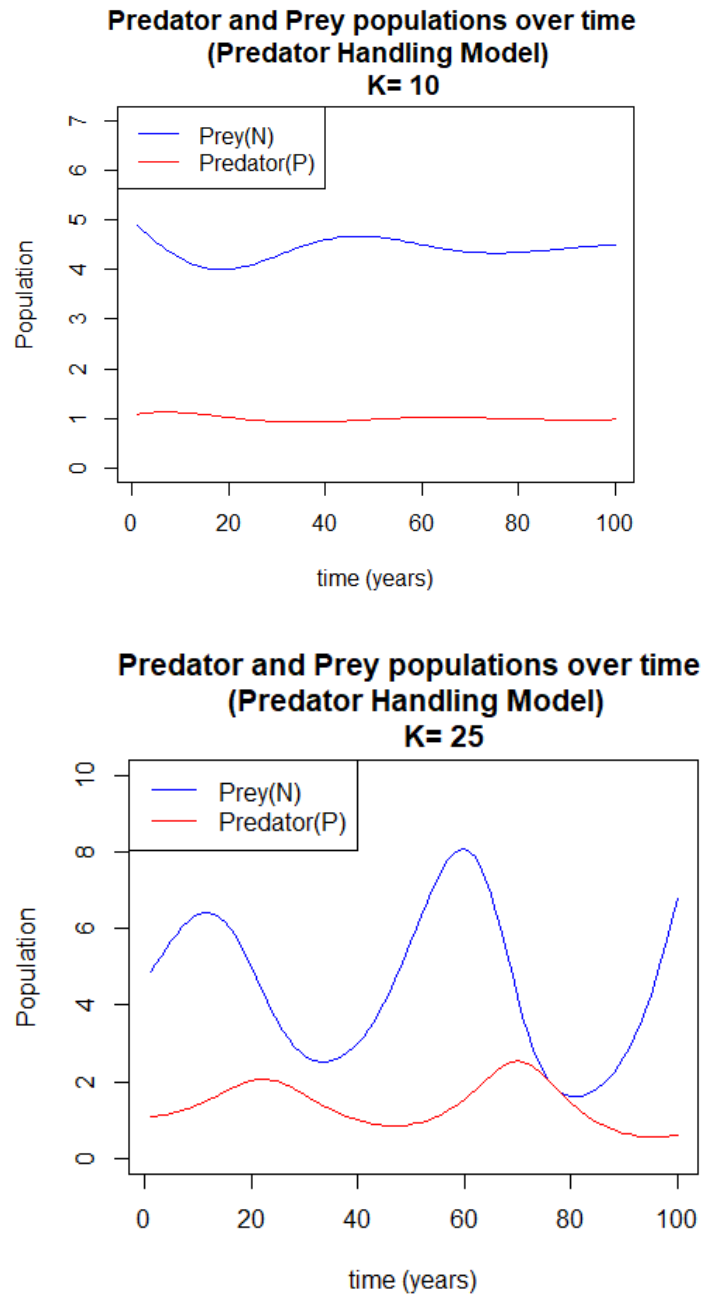 Predator and Prey populations over time
(Predator Handling Model)
K= 10
Prey(N)
Predator(P)
Population
7
6
5
4
3
2
1
0
0 20 40 60 80 100
time (years)
Predator and Prey populations over time
(Predator Handling Model)
K= 25
Prey(N)
Predator(P)
Population
10
8
6
4
2
0
0 20 40 60 80 100
time (years)